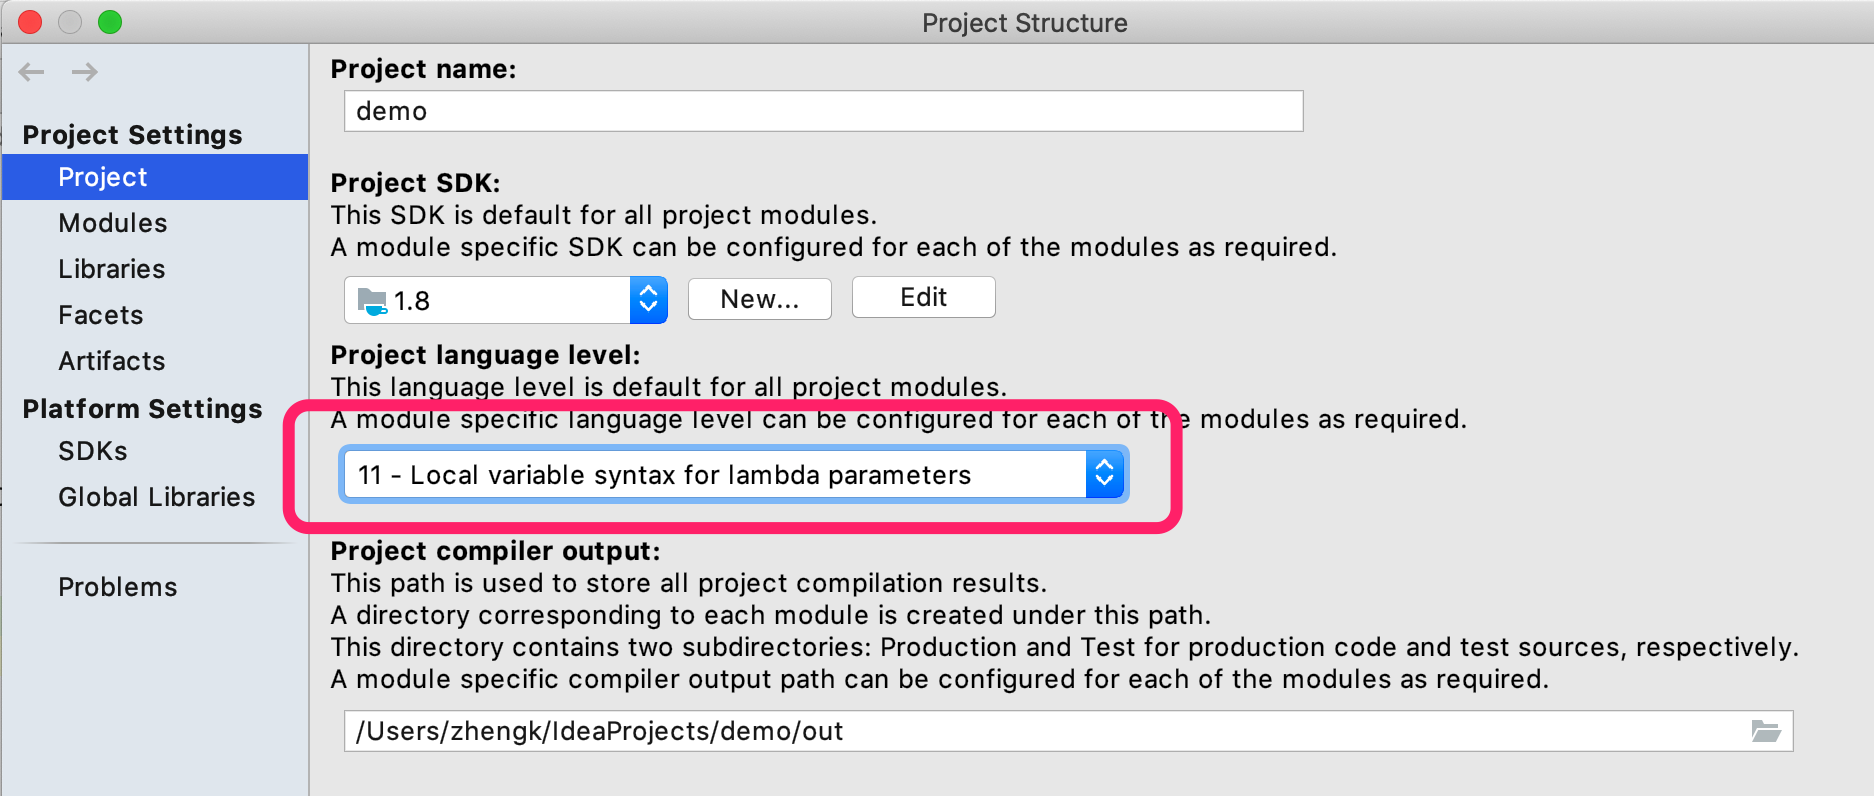 Project Structure
Project Settings
Project
Modules
Libraries
Facets
Artifacts
Platform Settings
SDKs
Global Libraries
Problems
Project name:
demo
Project SDK:
This SDK is default for all project modules.
A module specific SDK can be configured for each of the modules as required.
1.8 New... Edit
Project language level:
This language level is default for all project modules.
A module specific language level can be configured for each of the modules as required.
11 - Local variable syntax for lambda parameters
Project compiler output:
This path is used to store all project compilation results.
A directory corresponding to each module is created under this path.
This directory contains two subdirectories: Production and Test for production code and test sources, respectively.
A module specific compiler output path can be configured for each of the modules as required.
/Users/zhengk/IdeaProjects/demo/out